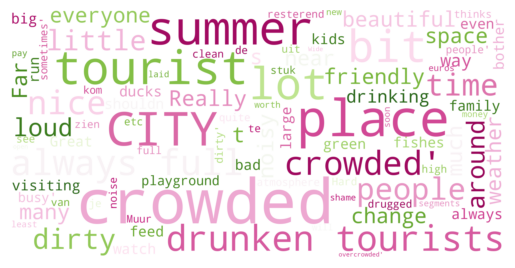 big. everyone summer bit beautiful resterend new thinks
sometimes' clean de little uit kids space even people'
pay Far run tourist s lot near friendly way bother
laid stuk euros
nice kom ducks Really CITY t te noisy drinking time family
zien etc shouldn quite worth place
loud Great dirty' large green fishes much weather
see always full bad hara crowded' around soon money
visiting full playground people
busy noise crowded many van Muur in feed change always high
dirty watch drunken tourists shame drugged segments
least overcrowded'